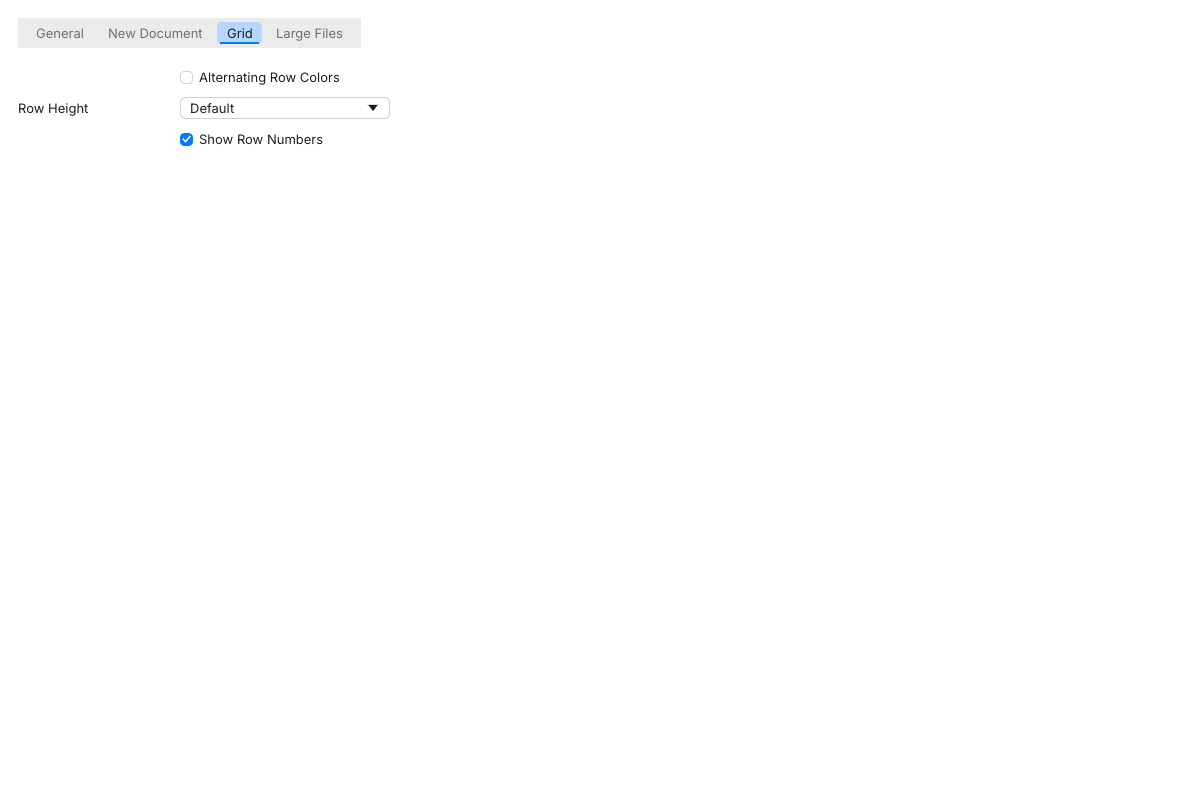 General New Document Grid Large Files
Alternating Row Colors
Row Height Default
Show Row Numbers